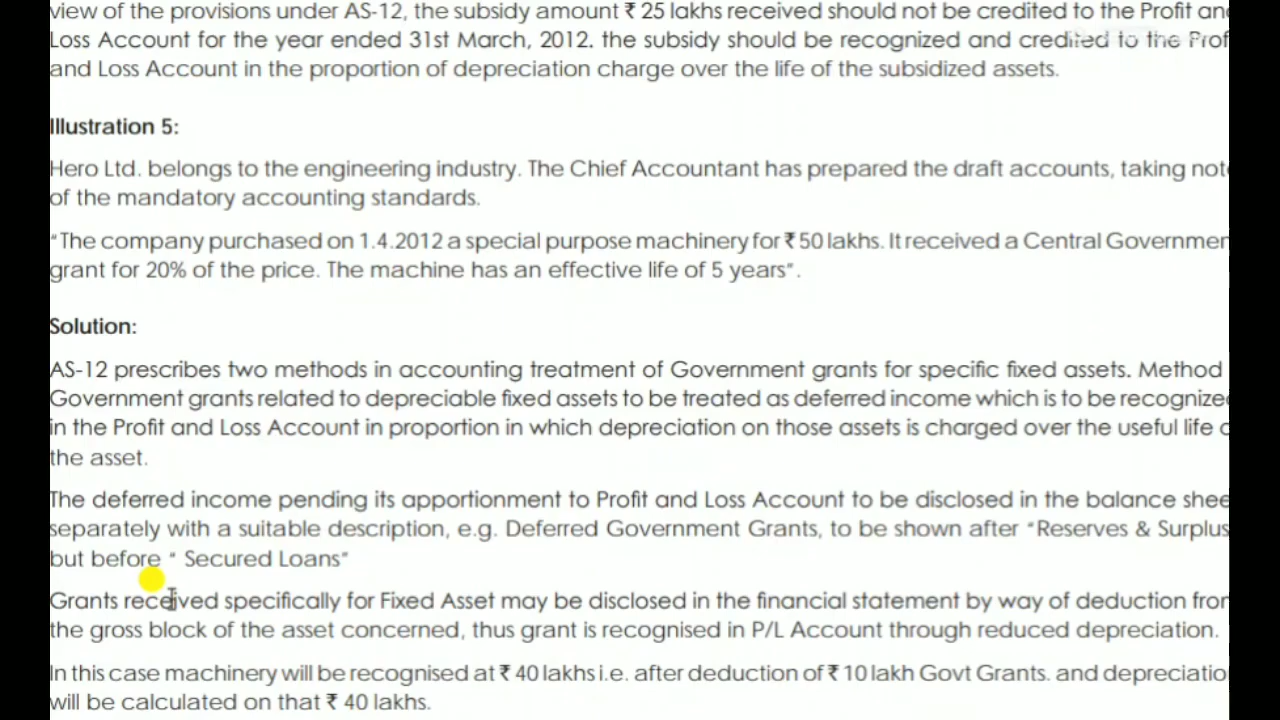 view of the provisions under AS-12, the subsidy amount ₹ 25 lakhs received should not be credited to the Profit an
Loss Account for the year ended 31st March, 2012. the subsidy should be recognized and credited to the Prof
and Loss Account in the proportion of depreciation charge over the life of the subsidized assets.
Illustration 5:
Hero Ltd. belongs to the engineering industry. The Chief Accountant has prepared the draft accounts, taking not
of the mandatory accounting standards.
"The company purchased on 1.4.2012 a special purpose machinery for ₹ 50 lakhs. It received a Central Governmen
grant for 20% of the price. The machine has an effective life of 5 years".
Solution:
AS-12 prescribes two methods in accounting treatment of Government grants for specific fixed assets. Method
Government grants related to depreciable fixed assets to be treated as deferred income which is to be recognize
in the Profit and Loss Account in proportion in which depreciation on those assets is charged over the useful life o
the asset.
The deferred income pending its apportionment to Profit and Loss Account to be disclosed in the balance shee
separately with a suitable description, e.g. Deferred Government Grants, to be shown after "Reserves & Surplus
but before " Secured Loans"
Grants received specifically for Fixed Asset may be disclosed in the financial statement by way of deduction from
the gross block of the asset concerned, thus grant is recognised in P/L Account through reduced depreciation.
In this case machinery will be recognised at ₹ 40 lakhs i.e. after deduction of ₹ 10 lakh Govt Grants. and depreciatio
will be calculated on that ₹ 40 lakhs.